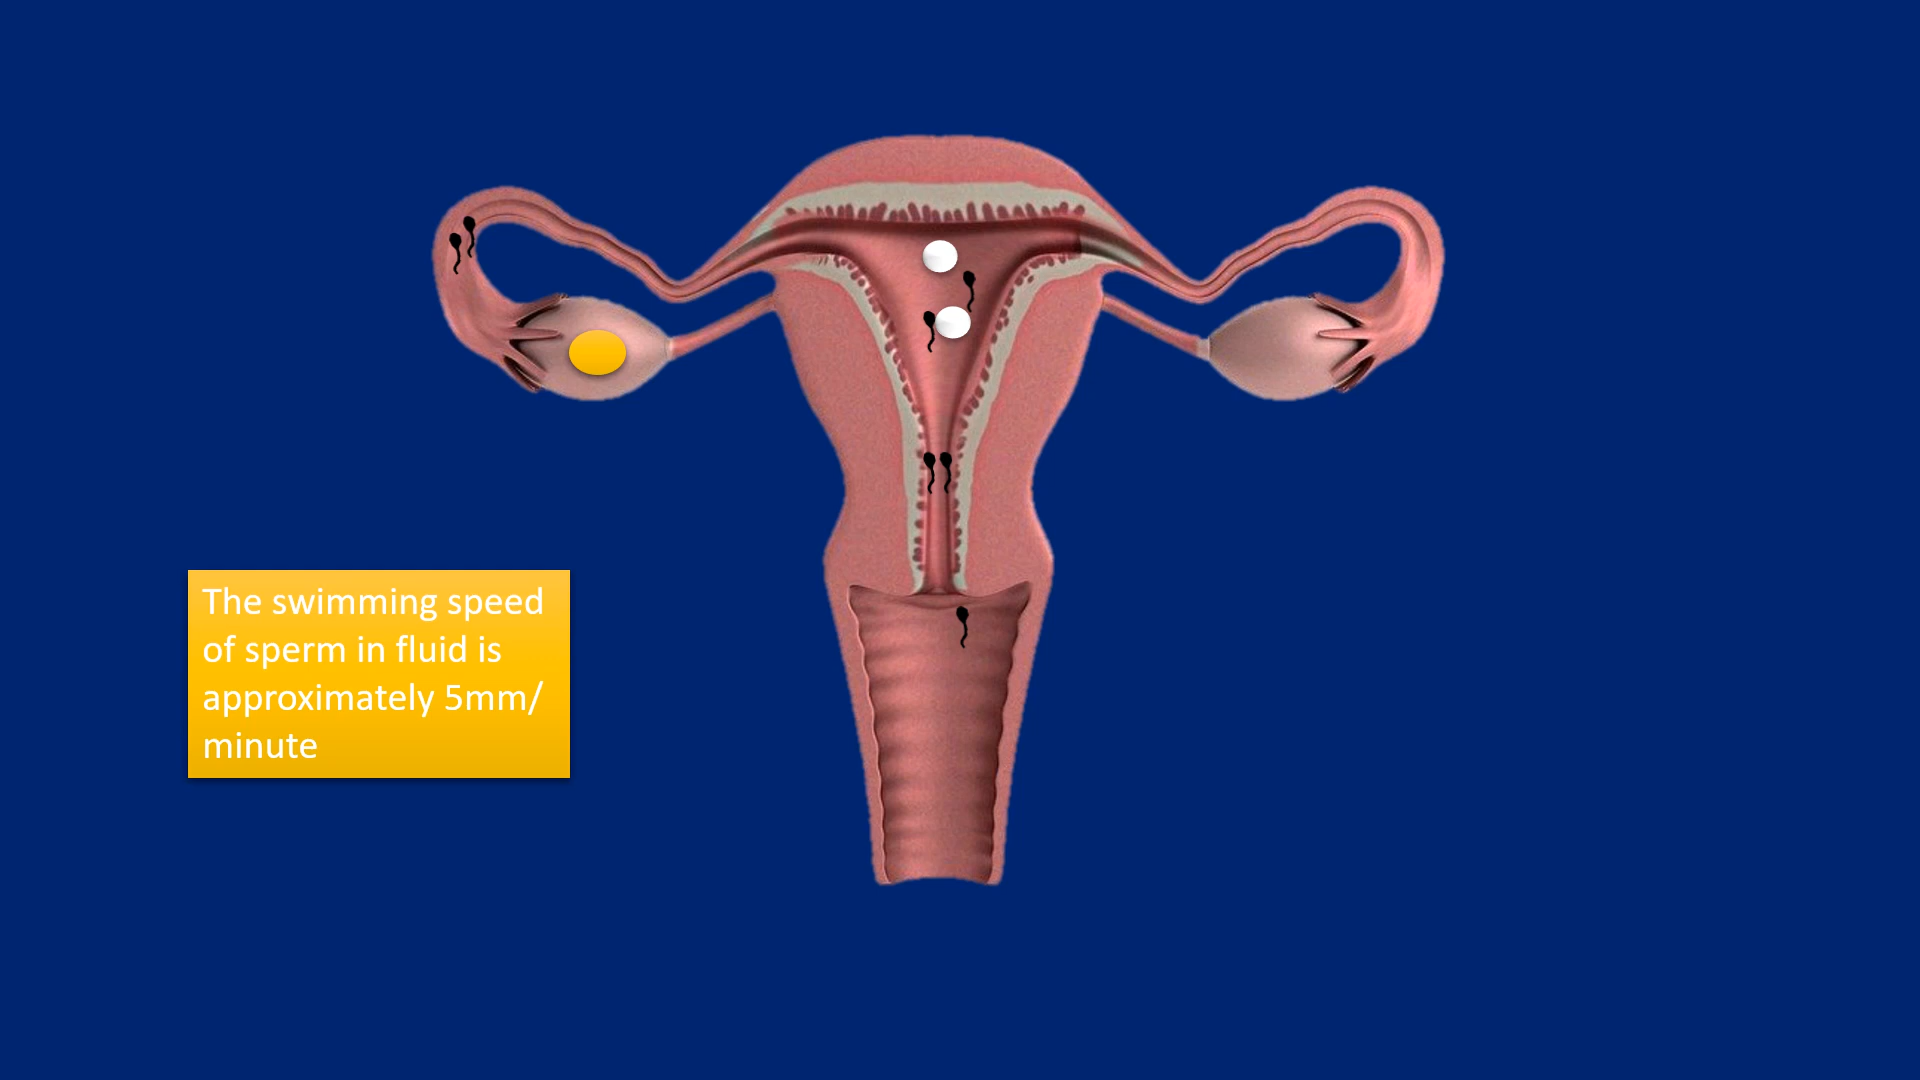 The swimming speed
of sperm in fluid is
approximately 5mm/
minute